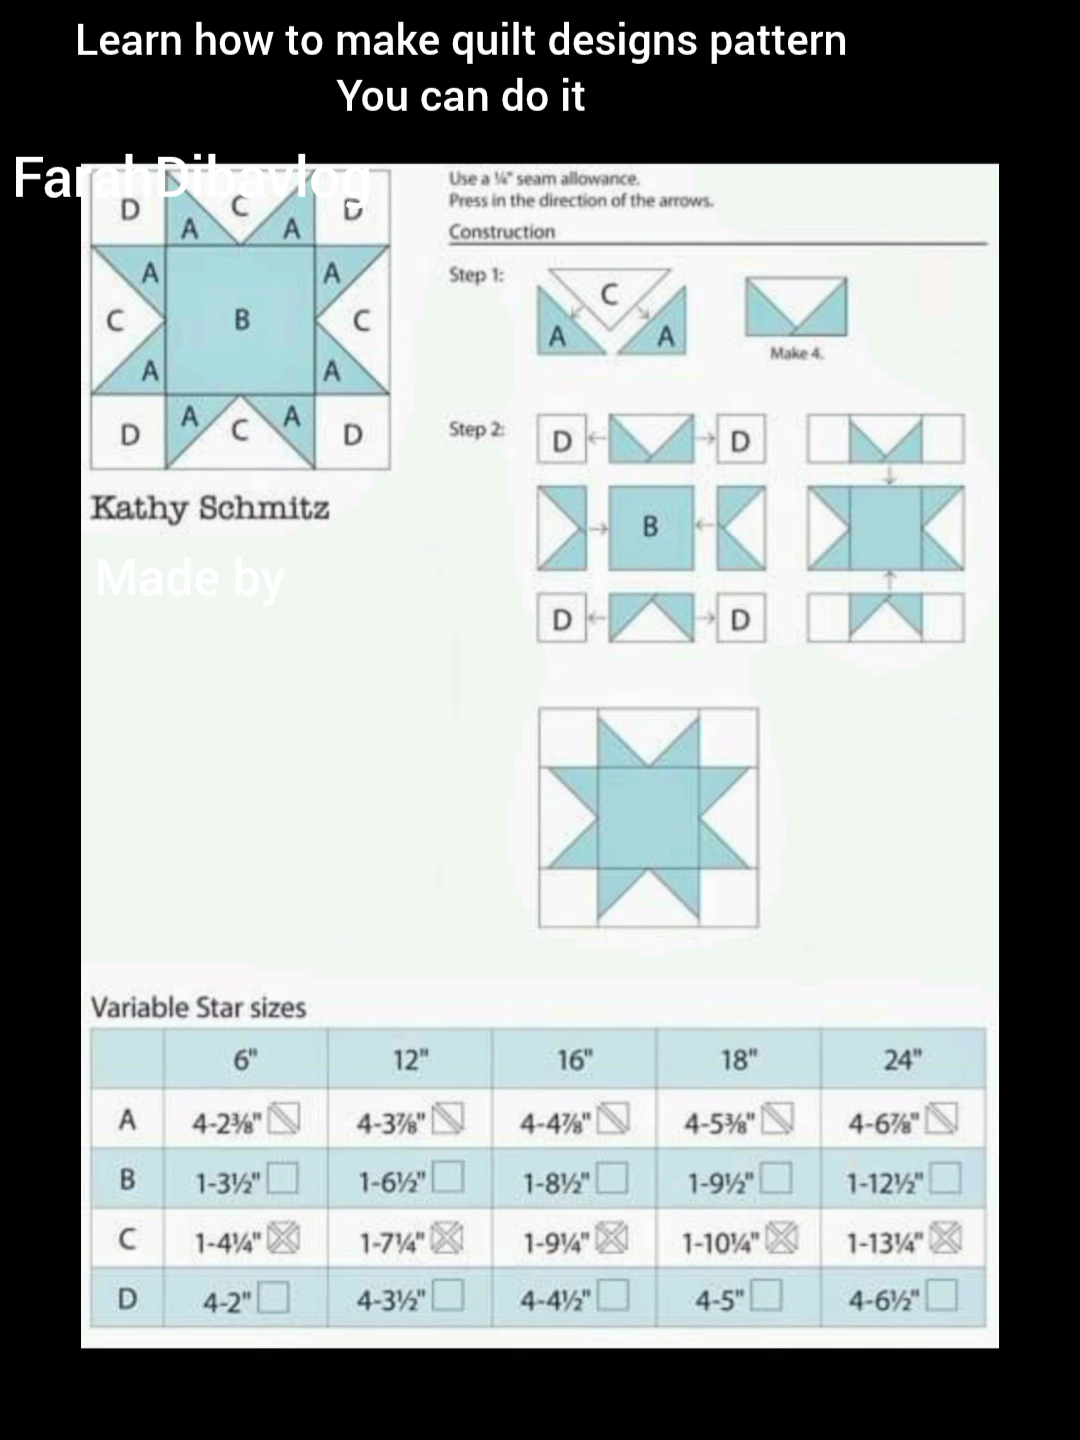 Learn how to make quilt designs pattern
You can do it
FarahDibavlog
D A C A D
A A
C B C
A A
D A C A D
Kathy Schmitz
Made by
Use a ¼" seam allowance.
Press in the direction of the arrows.
Construction
Step 1:
C
A A
Make 4.
Step 2:
D D
B
D D
Variable Star sizes
6" 12" 16" 18" 24"
A 4-2⅜" 4-3⅞" 4-4⅞" 4-5⅜" 4-6⅞"
B 1-3½" 1-6½" 1-8½" 1-9½" 1-12½"
C 1-4¼" 1-7¼" 1-9¼" 1-10¼" 1-13¼"
D 4-2" 4-3½" 4-4½" 4-5" 4-6½"